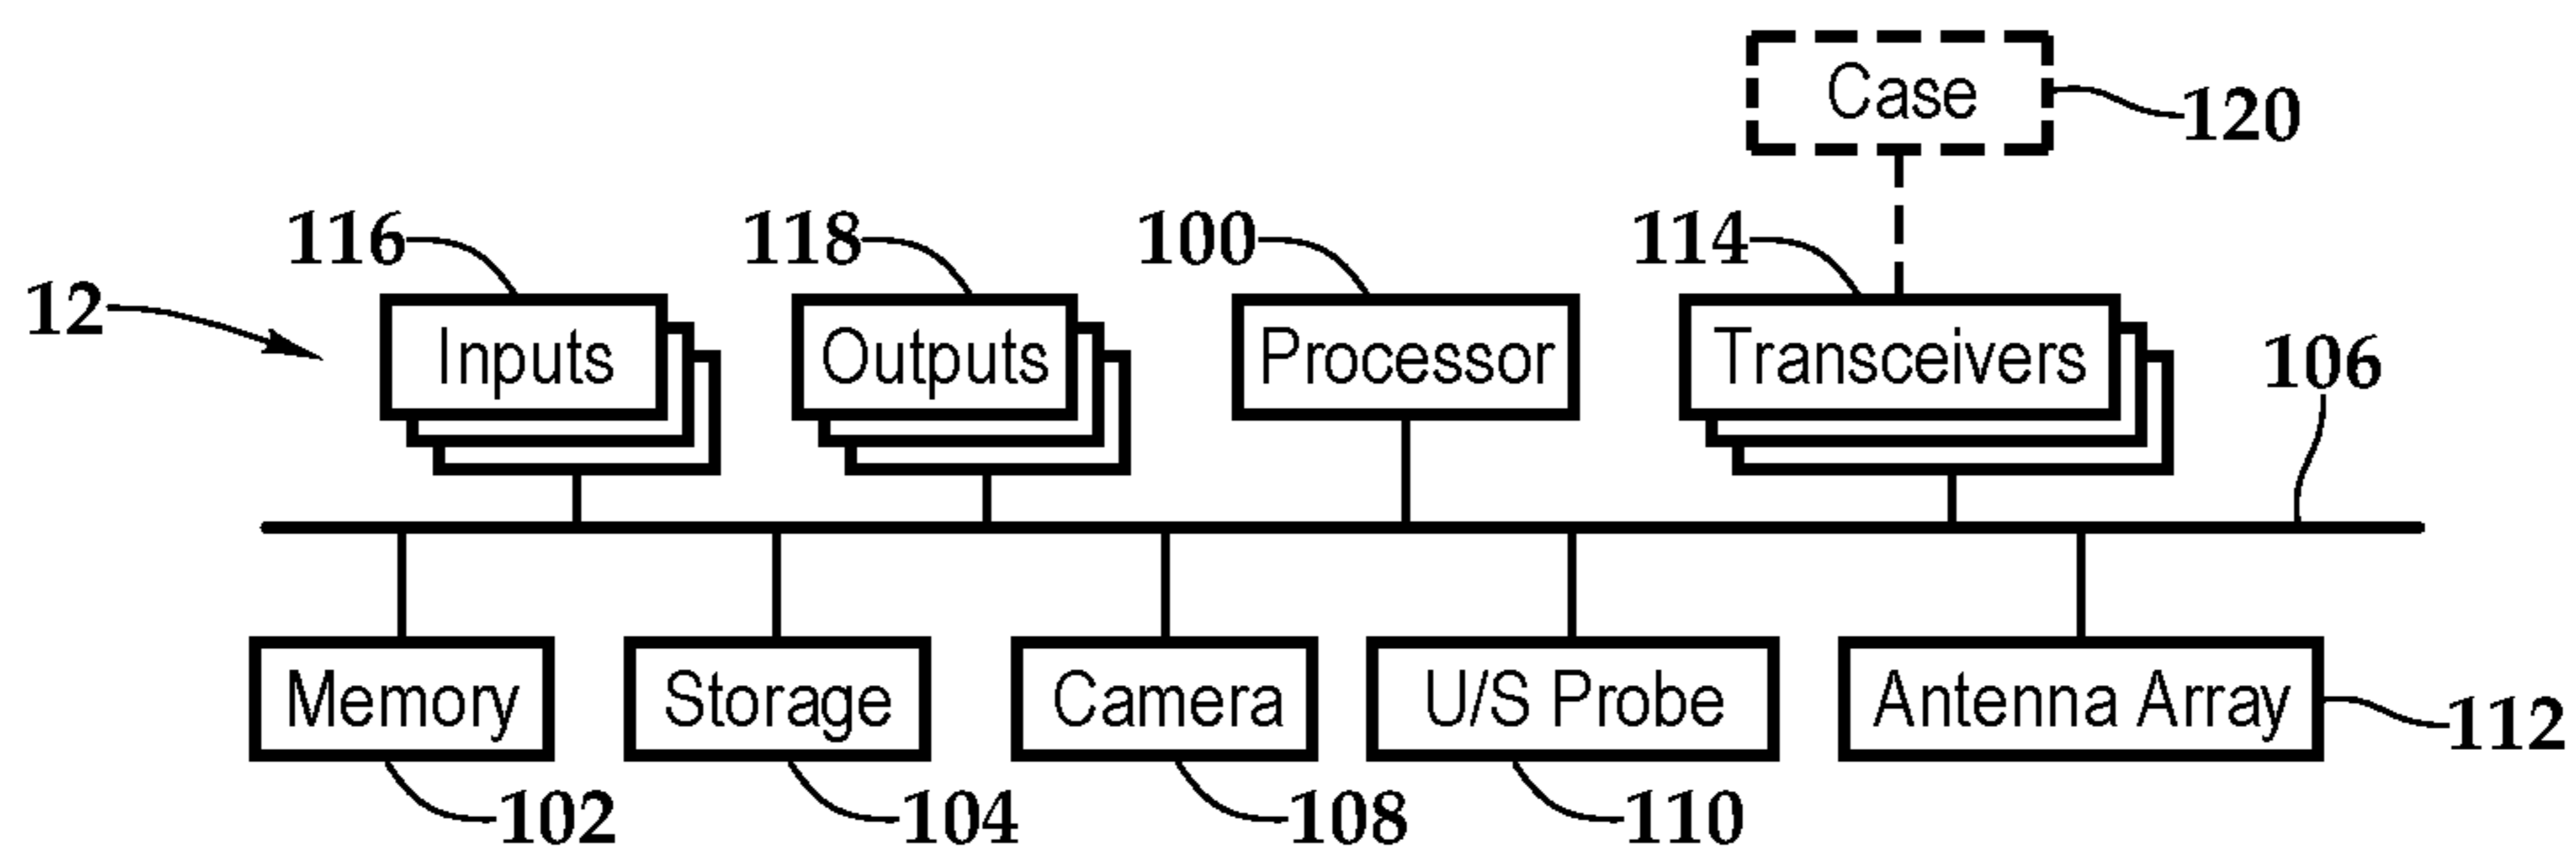 Case
120
116
118
100
114
12
Inputs
Outputs
Processor
Transceivers
106
Memory
Storage
Camera
U/S Probe
Antenna Array
112
102
104
108
110